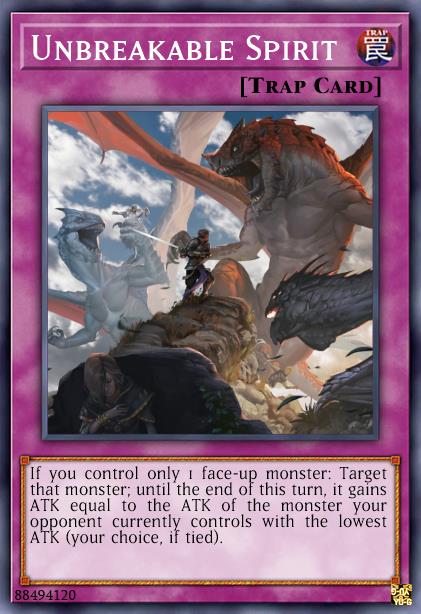 Unbreakable Spirit
TRAP
罠
[Trap Card]
If you control only 1 face-up monster: Target
that monster; until the end of this turn, it gains
ATK equal to the ATK of the monster your
opponent currently controls with the lowest
ATK (your choice, if tied).
88494120